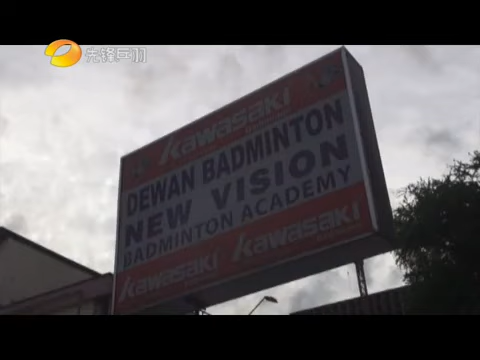 先锋乒羽
Kawasaki
DEWAN BADMINTON
NEW VISION
BADMINTON ACADEMY
Kawasaki Kawasaki